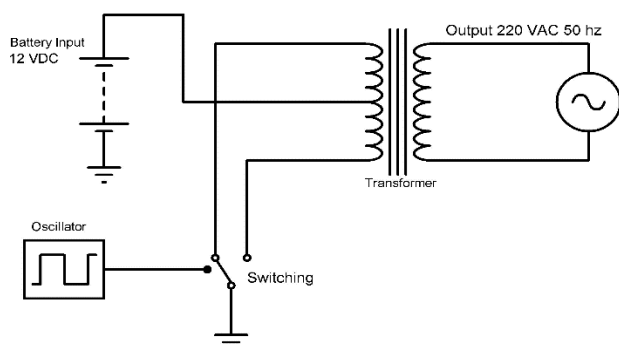 Battery Input
12 VDC
Output 220 VAC 50 hz
Transformer
Oscillator
Switching